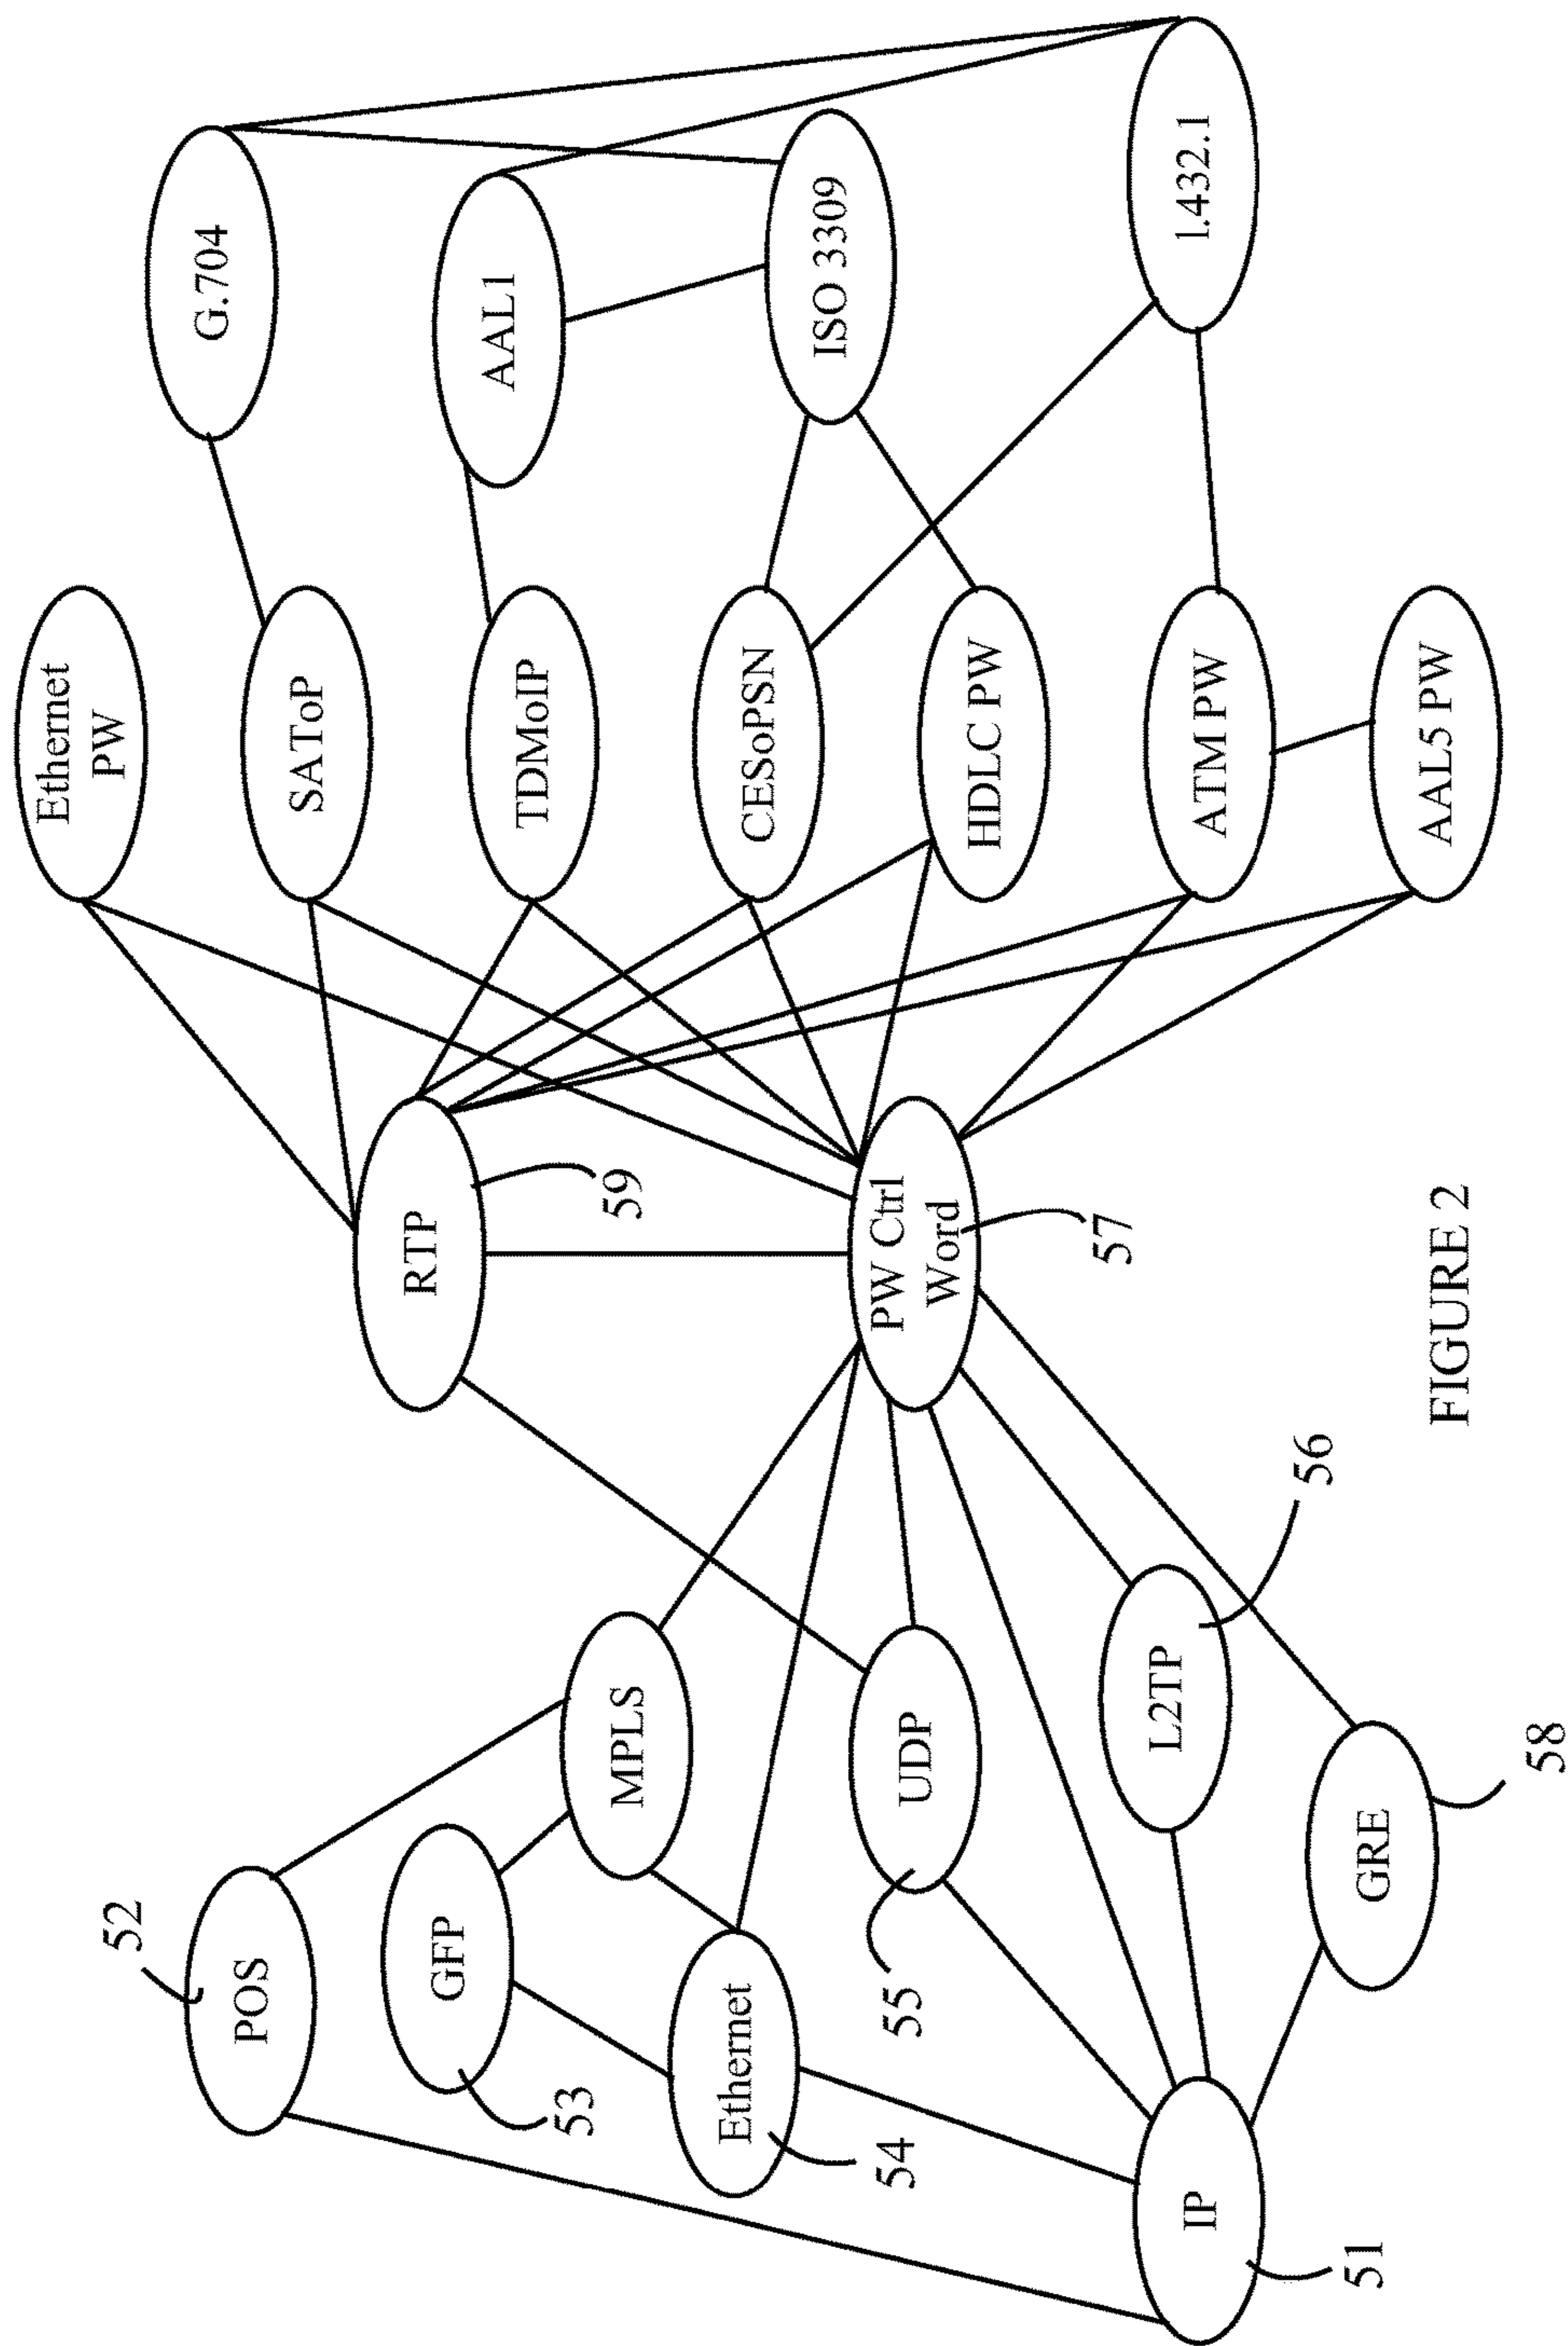 52
POS
53
GFP
MPLS
Ethernet
54
55
UDP
L2TP
56
IP
51
GRE
58
RTP
59
PW Ctrl
Word
57
Ethernet
PW
SAToP
TDMoIP
CESoPSN
HDLC PW
ATM PW
AAL5 PW
G.704
AAL1
ISO 3309
l.432.1
FIGURE 2